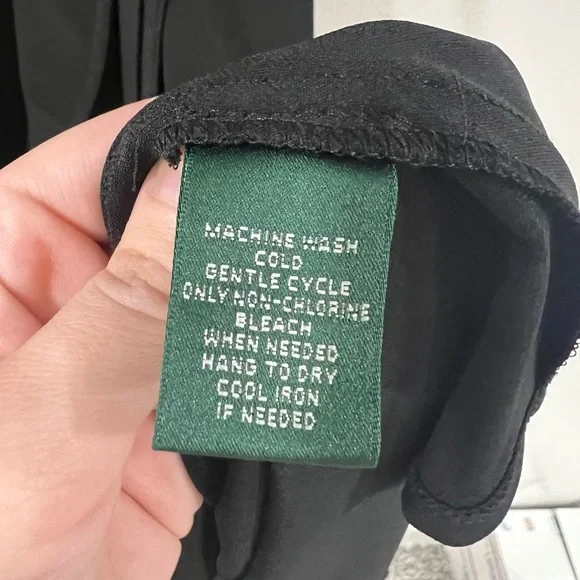 MACHINE WASH
COLD
GENTLE CYCLE
ONLY NON-CHLORINE
BLEACH
WHEN NEEDED
HANG TO DRY
COOL IRON
IF NEEDED